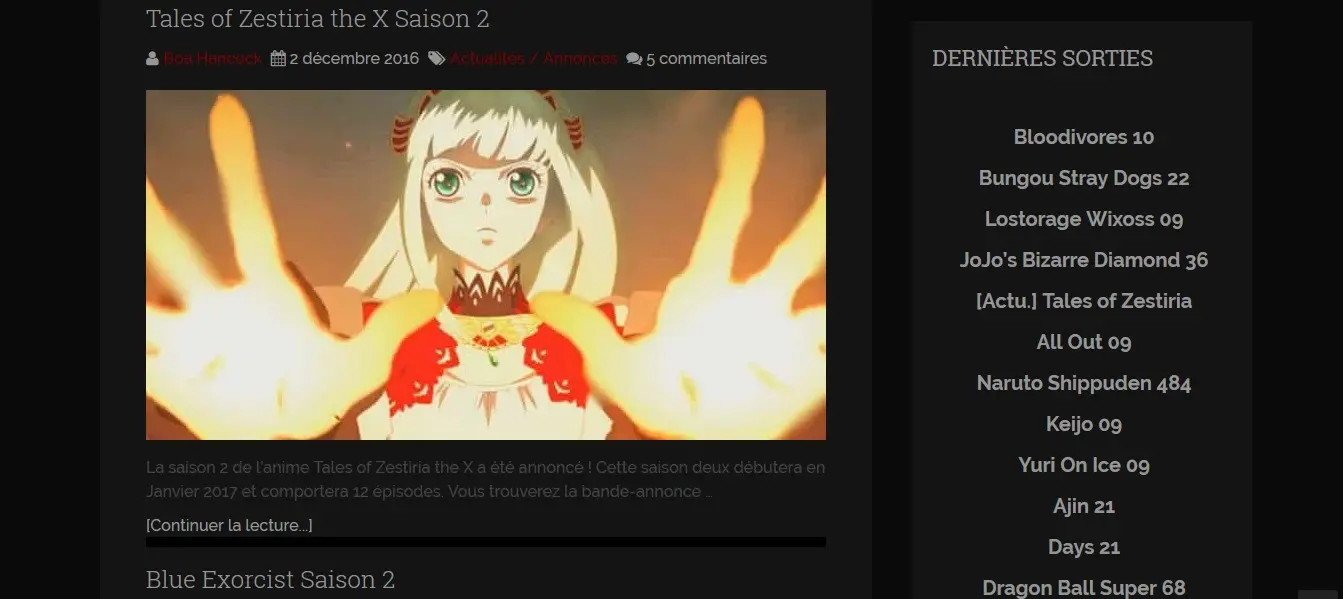 Tales of Zestiria the X Saison 2
Boa Hancock 2 décembre 2016 Actualités / Annonces 5 commentaires
La saison 2 de l'anime Tales of Zestiria the X a été annoncé ! Cette saison deux débutera en
Janvier 2017 et comportera 12 épisodes. Vous trouverez la bande-annonce ...
[Continuer la lecture...]
Blue Exorcist Saison 2
DERNIÈRES SORTIES
Bloodivores 10
Bungou Stray Dogs 22
Lostorage Wixoss 09
JoJo's Bizarre Diamond 36
[Actu.] Tales of Zestiria
All Out 09
Naruto Shippuden 484
Keijo 09
Yuri On Ice 09
Ajin 21
Days 21
Dragon Ball Super 68